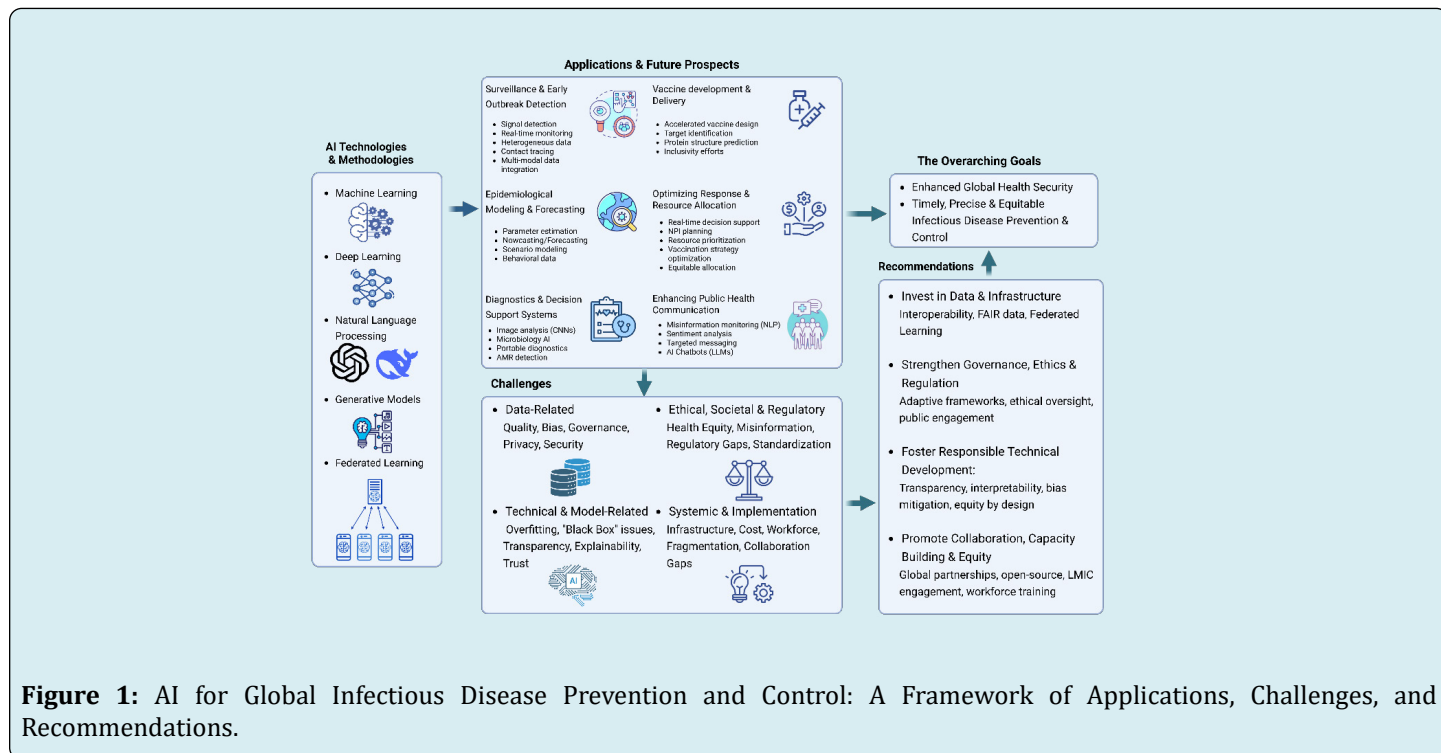 Applications & Future Prospects
AI Technologies
& Methodologies
• Machine Learning
• Deep Learning
• Natural Language
Processing
• Generative Models
• Federated Learning
Surveillance & Early
Outbreak Detection
• Signal detection
• Real-time monitoring
• Heterogeneous data
• Contact tracing
• Multi-modal data
integration
Vaccine development &
Delivery
• Accelerated vaccine design
• Target identification
• Protein structure prediction
• Inclusivity efforts
Epidemiological
Modeling & Forecasting
• Parameter estimation
• Nowcasting/Forecasting
• Scenario modeling
• Behavioral data
Optimizing Response &
Resource Allocation
• Real-time decision support
• NPI planning
• Resource prioritization
• Vaccination strategy
optimization
• Equitable allocation
Diagnostics & Decision
Support Systems
• Image analysis (CNNs)
• Microbiology AI
• Portable diagnostics
• AMR detection
Enhancing Public Health
Communication
• Misinformation monitoring (NLP)
• Sentiment analysis
• Targeted messaging
• AI Chatbots (LLMs)
Challenges
• Data-Related
Quality, Bias, Governance,
Privacy, Security
• Ethical, Societal & Regulatory
Health Equity, Misinformation,
Regulatory Gaps, Standardization
• Technical & Model-Related
Overfitting, "Black Box" issues,
Transparency, Explainability,
Trust
AI
• Systemic & Implementation
Infrastructure, Cost, Workforce,
Fragmentation, Collaboration
Gaps
The Overarching Goals
• Enhanced Global Health Security
• Timely, Precise & Equitable
Infectious Disease Prevention &
Control
Recommendations
• Invest in Data & Infrastructure
Interoperability, FAIR data, Federated
Learning
• Strengthen Governance, Ethics &
Regulation
Adaptive frameworks, ethical oversight,
public engagement
• Foster Responsible Technical
Development:
Transparency, interpretability, bias
mitigation, equity by design
• Promote Collaboration, Capacity
Building & Equity
Global partnerships, open-source, LMIC
engagement, workforce training
Figure 1: AI for Global Infectious Disease Prevention and Control: A Framework of Applications, Challenges, and
Recommendations.